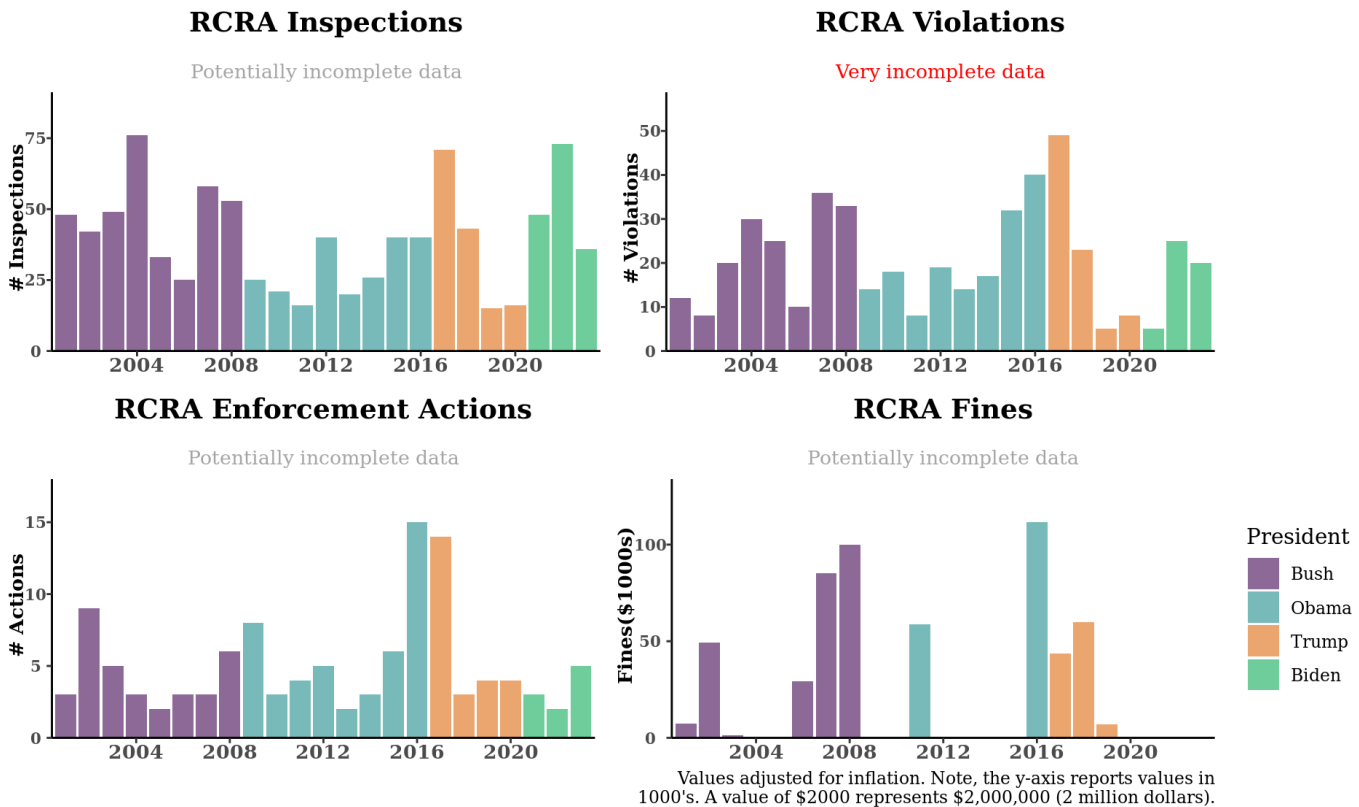 RCRA Inspections
Potentially incomplete data
# Inspections
75
50
25
0
2004 2008 2012 2016 2020
RCRA Violations
Very incomplete data
# Violations
50
40
30
20
10
0
2004 2008 2012 2016 2020
RCRA Enforcement Actions
Potentially incomplete data
# Actions
15
10
5
0
2004 2008 2012 2016 2020
RCRA Fines
Potentially incomplete data
Fines($1000s)
100
50
0
2004 2008 2012 2016 2020
President
Bush
Obama
Trump
Biden
Values adjusted for inflation. Note, the y-axis reports values in
1000's. A value of $2000 represents $2,000,000 (2 million dollars).